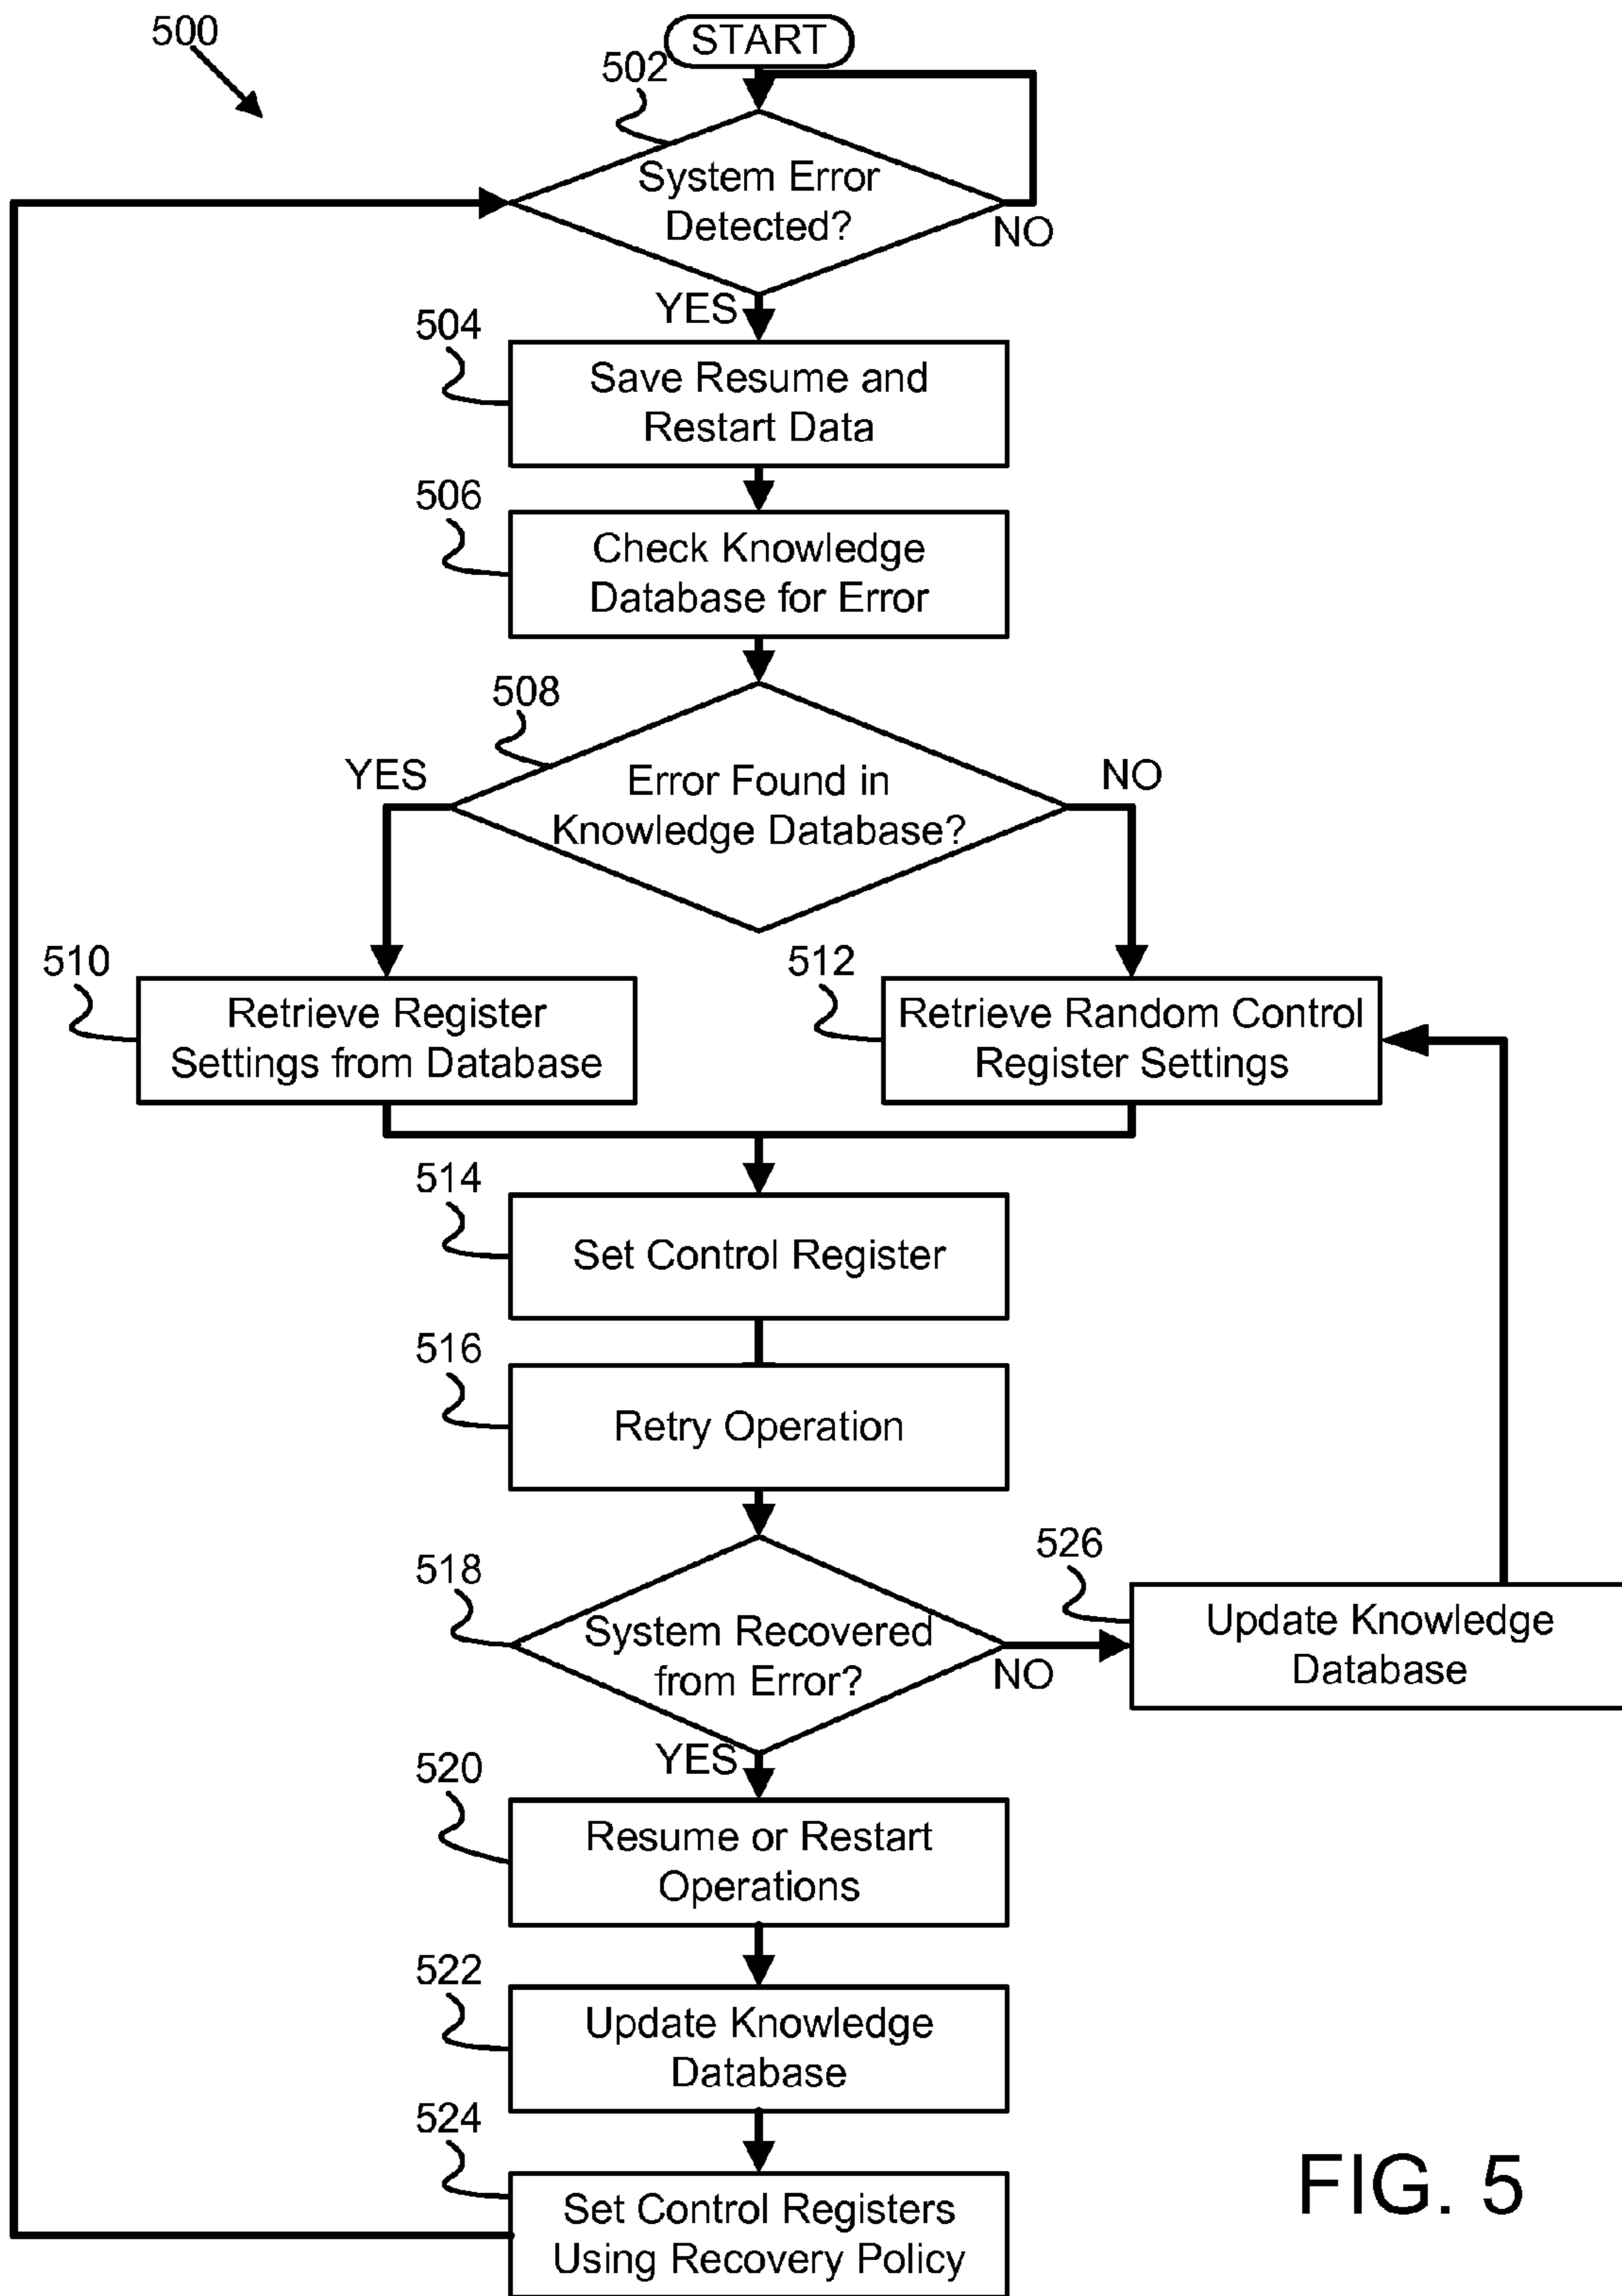 500
START
502
System Error
Detected?
NO
YES
504
Save Resume and
Restart Data
506
Check Knowledge
Database for Error
508
YES
Error Found in
Knowledge Database?
NO
510
Retrieve Register
Settings from Database
512
Retrieve Random Control
Register Settings
514
Set Control Register
516
Retry Operation
518
System Recovered
from Error?
NO
526
Update Knowledge
Database
YES
520
Resume or Restart
Operations
522
Update Knowledge
Database
524
Set Control Registers
Using Recovery Policy
FIG. 5